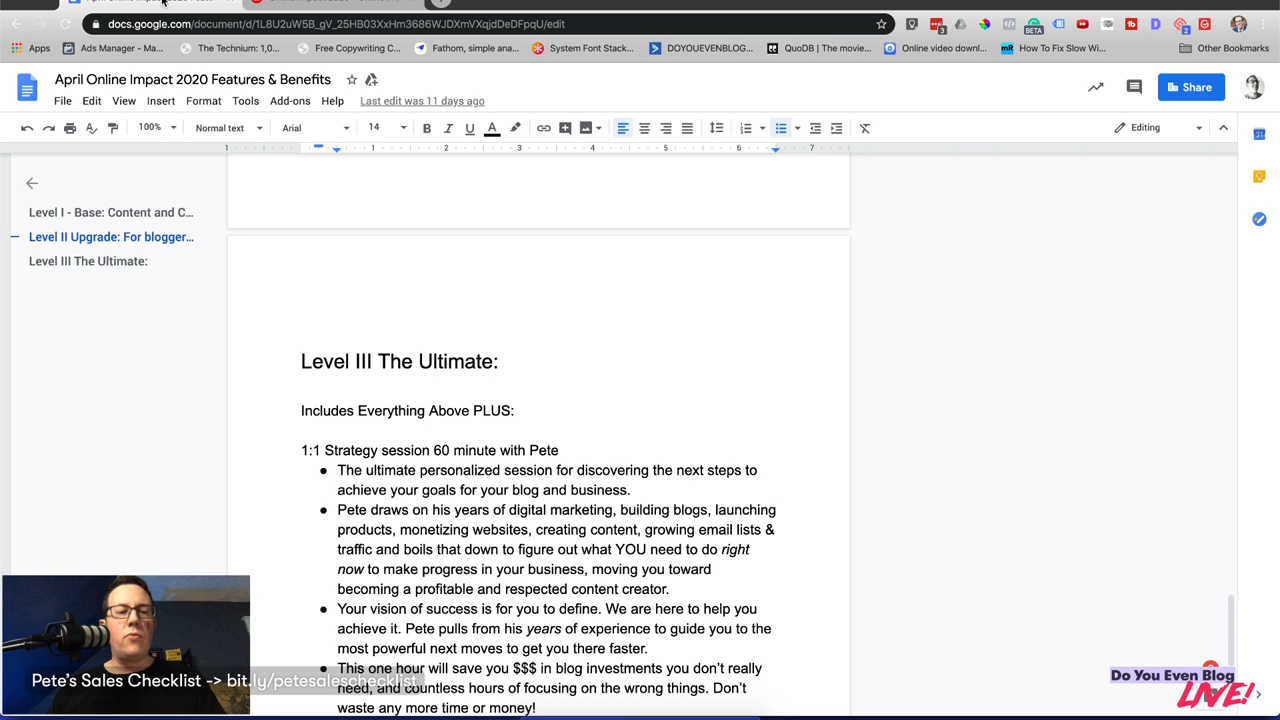 docs.google.com/document/d/1L8U2uW5B_gV_25HB03XxHm3686WJDXmVXqjdDeDFpqU/edit
Apps
Ads Manager - Ma...
The Technium: 1,0...
Free Copywriting C...
Fathom, simple ana...
System Font Stack...
DOYOUEVENBLOG...
QuoDB | The movie...
Online video downl...
How To Fix Slow Wi...
Other Bookmarks
April Online Impact 2020 Features & Benefits
File Edit View Insert Format Tools Add-ons Help Last edit was 11 days ago
Share
100% Normal text Arial 14 B I U A
Editing
1 1 2 3 4 5 6 7
Level I - Base: Content and C...
Level II Upgrade: For blogger...
Level III The Ultimate:
Level III The Ultimate:
Includes Everything Above PLUS:
1:1 Strategy session 60 minute with Pete
● The ultimate personalized session for discovering the next steps to
achieve your goals for your blog and business.
● Pete draws on his years of digital marketing, building blogs, launching
products, monetizing websites, creating content, growing email lists &
traffic and boils that down to figure out what YOU need to do right
now to make progress in your business, moving you toward
becoming a profitable and respected content creator.
● Your vision of success is for you to define. We are here to help you
achieve it. Pete pulls from his years of experience to guide you to the
most powerful next moves to get you there faster.
● This one hour will save you $$$ in blog investments you don't really
need, and countless hours of focusing on the wrong things. Don't
waste any more time or money!
Pete's Sales Checklist -> bit.ly/petesaleschecklist
Do You Even Blog
LIVE!